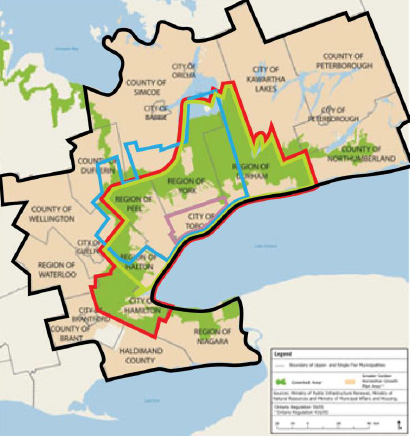 COUNTY OF
PETERBOROUGH
CITY OF
ORILLIA
CITY OF
KAWARTHA
LAKES
COUNTY OF
SIMCOE
CITY OF
BARRIE
CITY OF
PETERBOROUGH
COUNTY OF
NORTHUMBERLAND
COUNTY OF
DUFFERIN
REGION OF
DURHAM
REGION OF
YORK
REGION OF
PEEL
COUNTY OF
WELLINGTON
CITY OF
CITY OF
GUELPH
REGION OF
HALTON
REGION OF
WATERLOO
CITY OF
HAMILTON
CITY OF
BRANTFORD
COUNTY OF
BRANT
REGION OF
NIAGARA
HALDIMAND
COUNTY
Legend
Boundary of Upper- and Single-Tier Municipalities
Greenbelt Area*
Greater Golden
Horseshoe Growth
Plan Area**
Sources: Ministry of Public Infrastructure Renewal, Ministry of
Natural Resources and Ministry of Municipal Affairs and Housing.